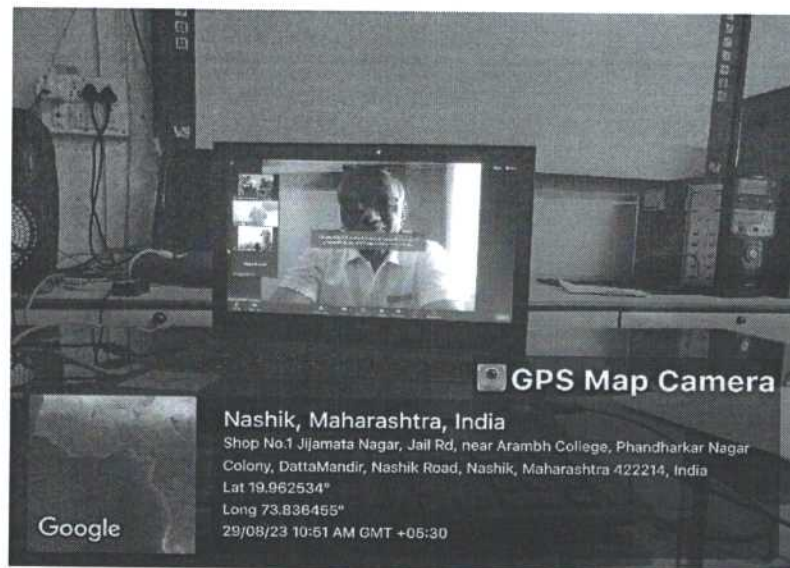 GPS Map Camera
Nashik, Maharashtra, India
Shop No.1 Jijamata Nagar, Jail Rd, near Arambh College, Phandharkar Nagar
Colony, DattaMandir, Nashik Road, Nashik, Maharashtra 422214, India
Lat 19.962534°
Long 73.836455°
29/08/23 10:51 AM GMT +05:30
Google